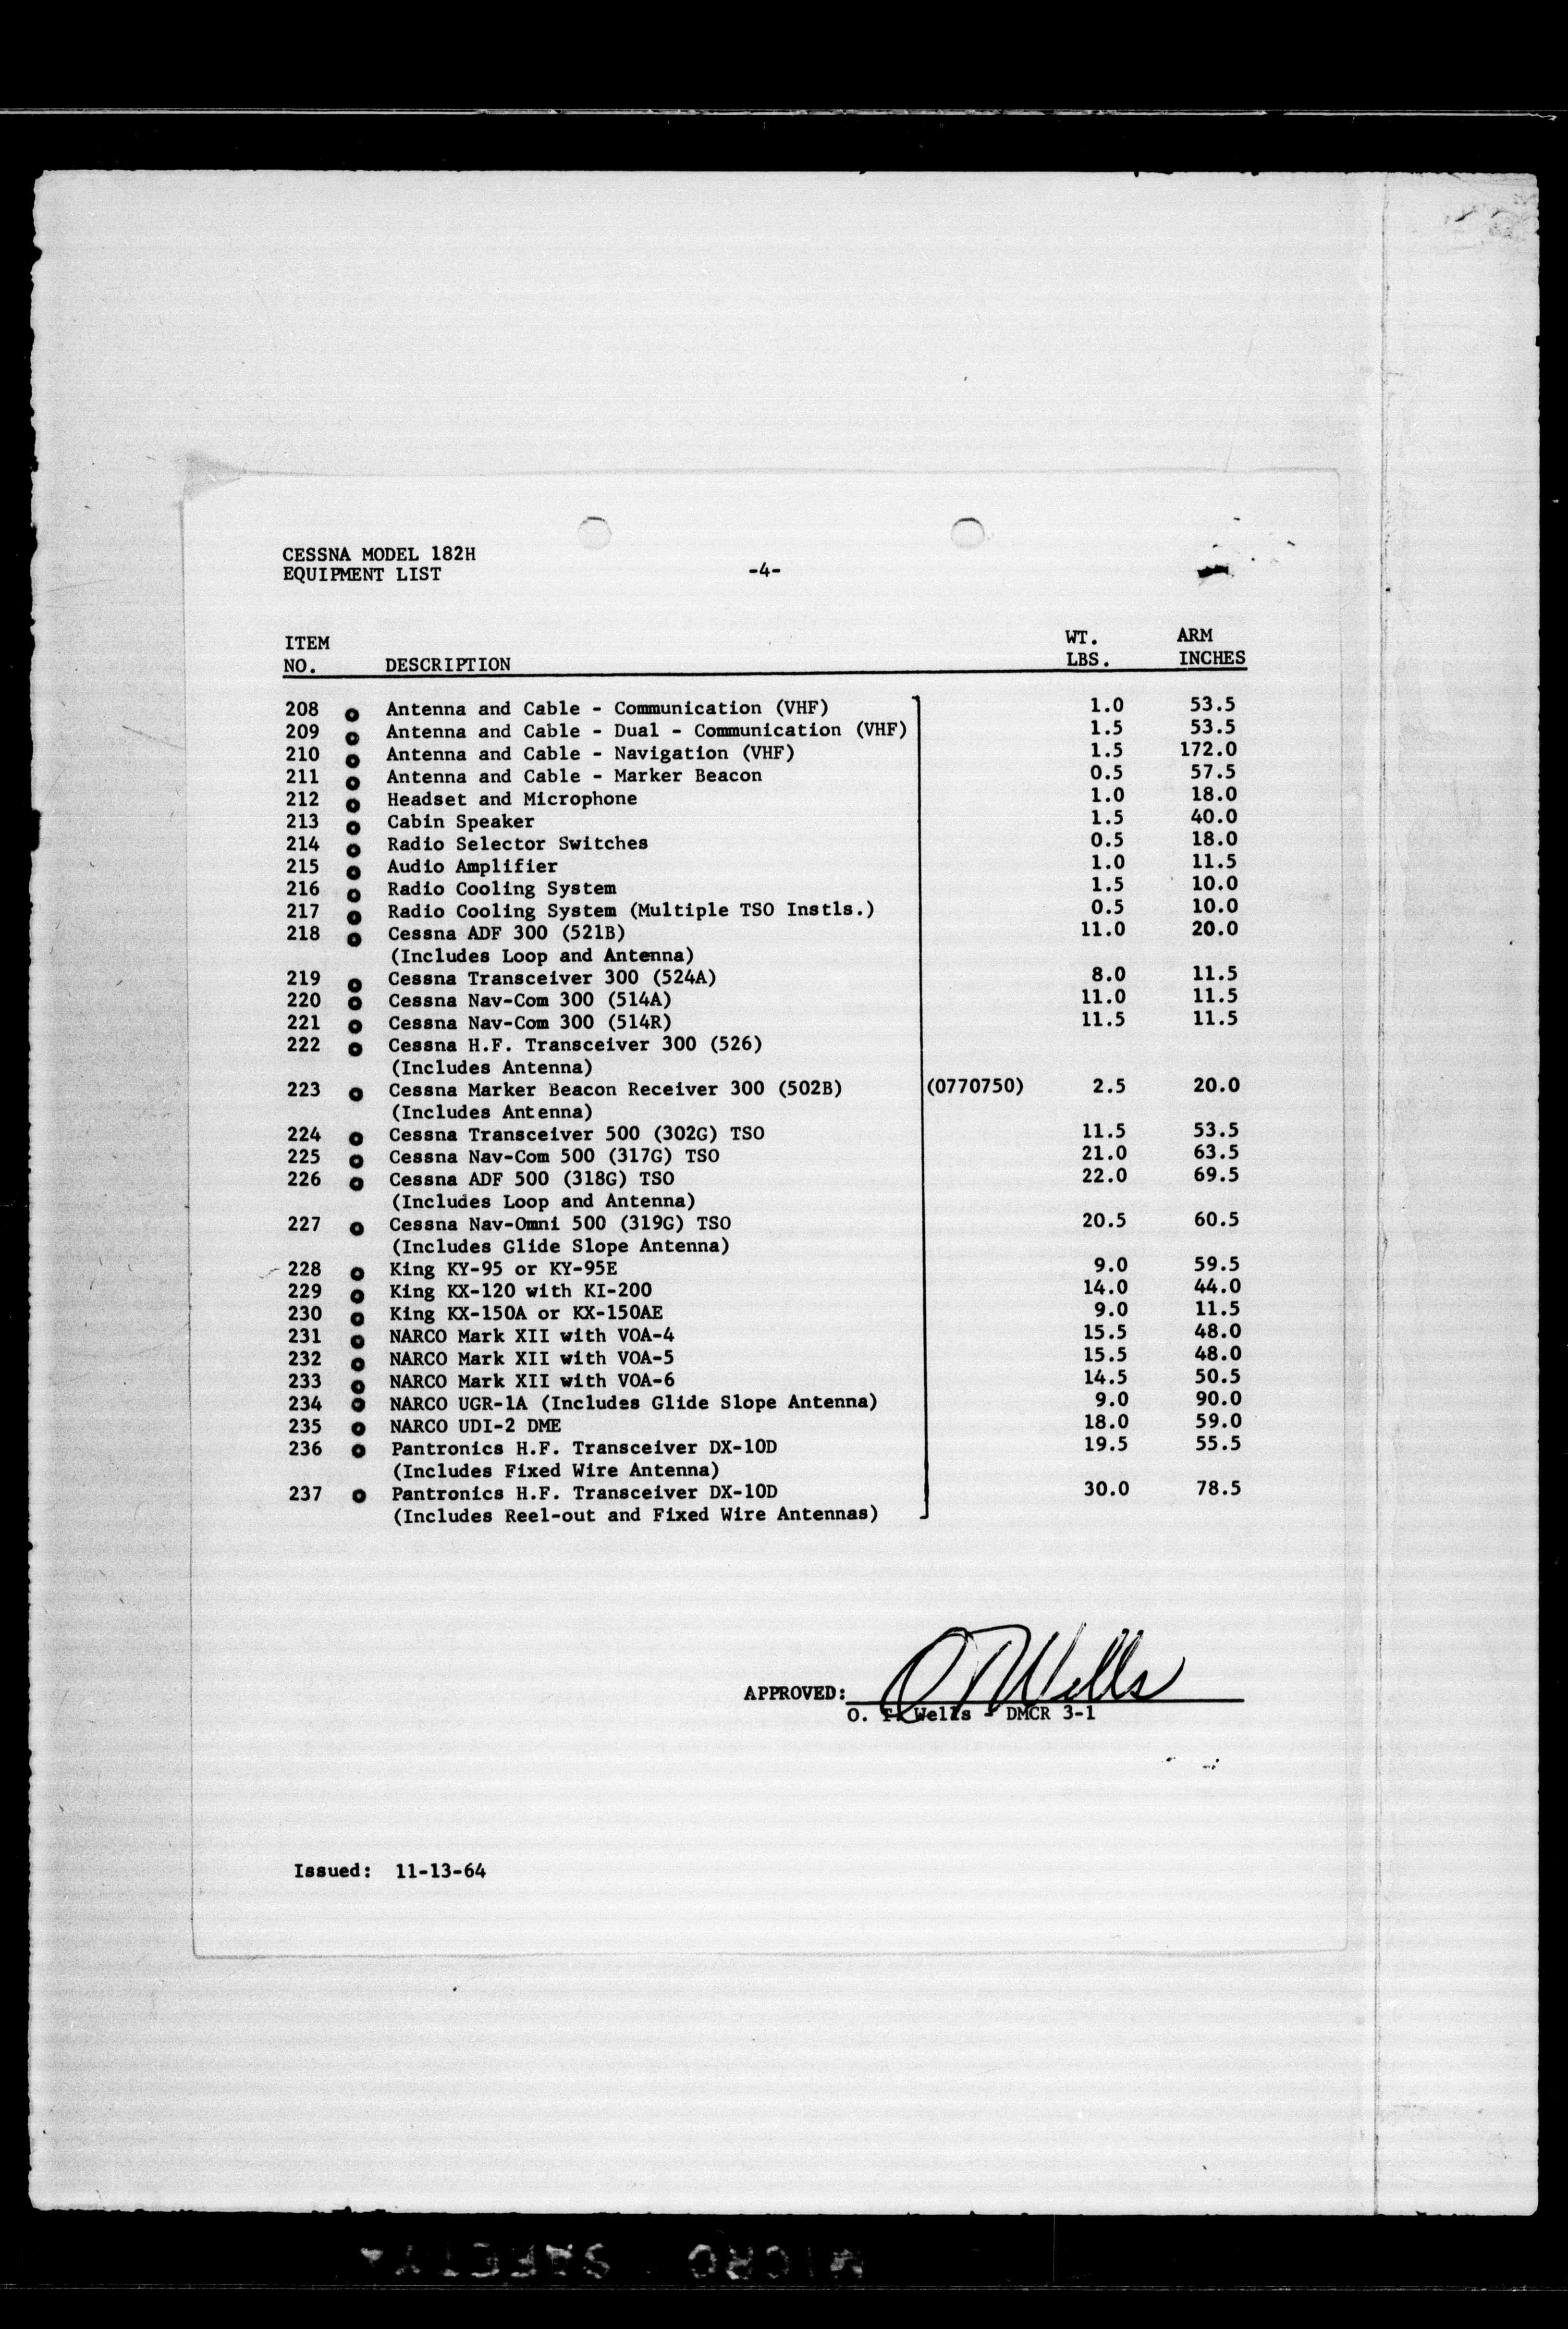 CESSNA MODEL 182H
EQUIPMENT LIST -4-
ITEM WT. ARM
NO. DESCRIPTION LBS. INCHES
208 Antenna and Cable - Communication (VHF) 1.0 53.5
209 Antenna and Cable - Dual - Communication (VHF) 1.5 53.5
210 Antenna and Cable - Navigation (VHF) 1.5 172.0
211 Antenna and Cable - Marker Beacon 0.5 57.5
212 Headset and Microphone 1.0 18.0
213 Cabin Speaker 1.5 40.0
214 Radio Selector Switches 0.5 18.0
215 Audio Amplifier 1.0 11.5
216 Radio Cooling System 1.5 10.0
217 Radio Cooling System (Multiple TSO Instls.) 0.5 10.0
218 Cessna ADF 300 (521B) 11.0 20.0
(Includes Loop and Antenna)
219 Cessna Transceiver 300 (524A) 8.0 11.5
220 Cessna Nav-Com 300 (514A) 11.0 11.5
221 Cessna Nav-Com 300 (514R) 11.5 11.5
222 Cessna H.F. Transceiver 300 (526)
(Includes Antenna)
223 Cessna Marker Beacon Receiver 300 (502B) (0770750) 2.5 20.0
(Includes Antenna)
224 Cessna Transceiver 500 (302G) TSO 11.5 53.5
225 Cessna Nav-Com 500 (317G) TSO 21.0 63.5
226 Cessna ADF 500 (318G) TSO 22.0 69.5
(Includes Loop and Antenna)
227 Cessna Nav-Omni 500 (319G) TSO 20.5 60.5
(Includes Glide Slope Antenna)
228 King KY-95 or KY-95E 9.0 59.5
229 King KX-120 with KI-200 14.0 44.0
230 King KX-150A or KX-150AE 9.0 11.5
231 NARCO Mark XII with VOA-4 15.5 48.0
232 NARCO Mark XII with VOA-5 15.5 48.0
233 NARCO Mark XII with VOA-6 14.5 50.5
234 NARCO UGR-1A (Includes Glide Slope Antenna) 9.0 90.0
235 NARCO UDI-2 DME 18.0 59.0
236 Pantronics H.F. Transceiver DX-10D 19.5 55.5
(Includes Fixed Wire Antenna)
237 Pantronics H.F. Transceiver DX-10D 30.0 78.5
(Includes Reel-out and Fixed Wire Antennas)
APPROVED: O T Wells
O. T. Wells - DMCR 3-1
Issued: 11-13-64
MICRO SAFETY